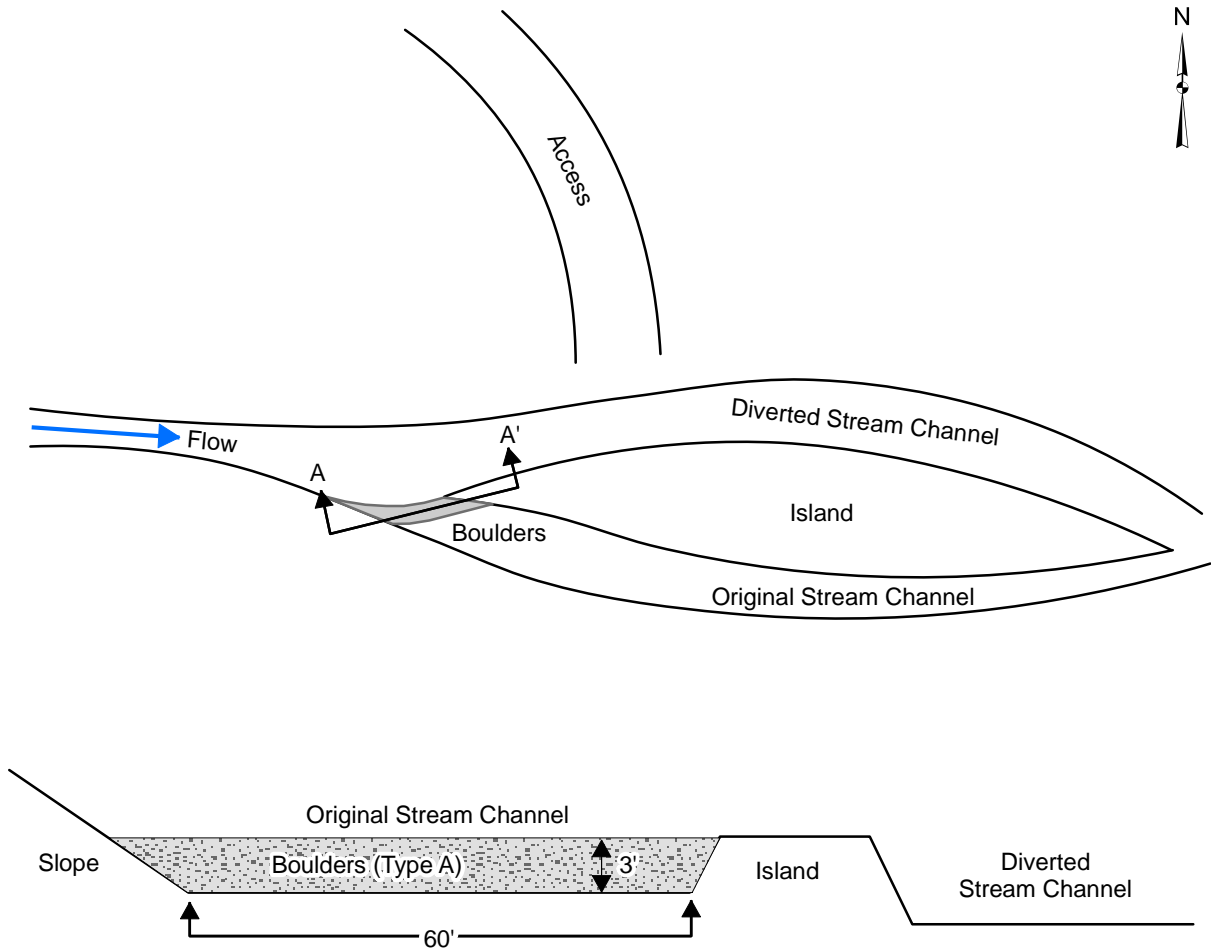 N
Access
Diverted Stream Channel
Flow
A'
A
Island
Boulders
Original Stream Channel
Original Stream Channel
Slope
Boulders (Type A)
3'
Island
Diverted
Stream Channel
60'